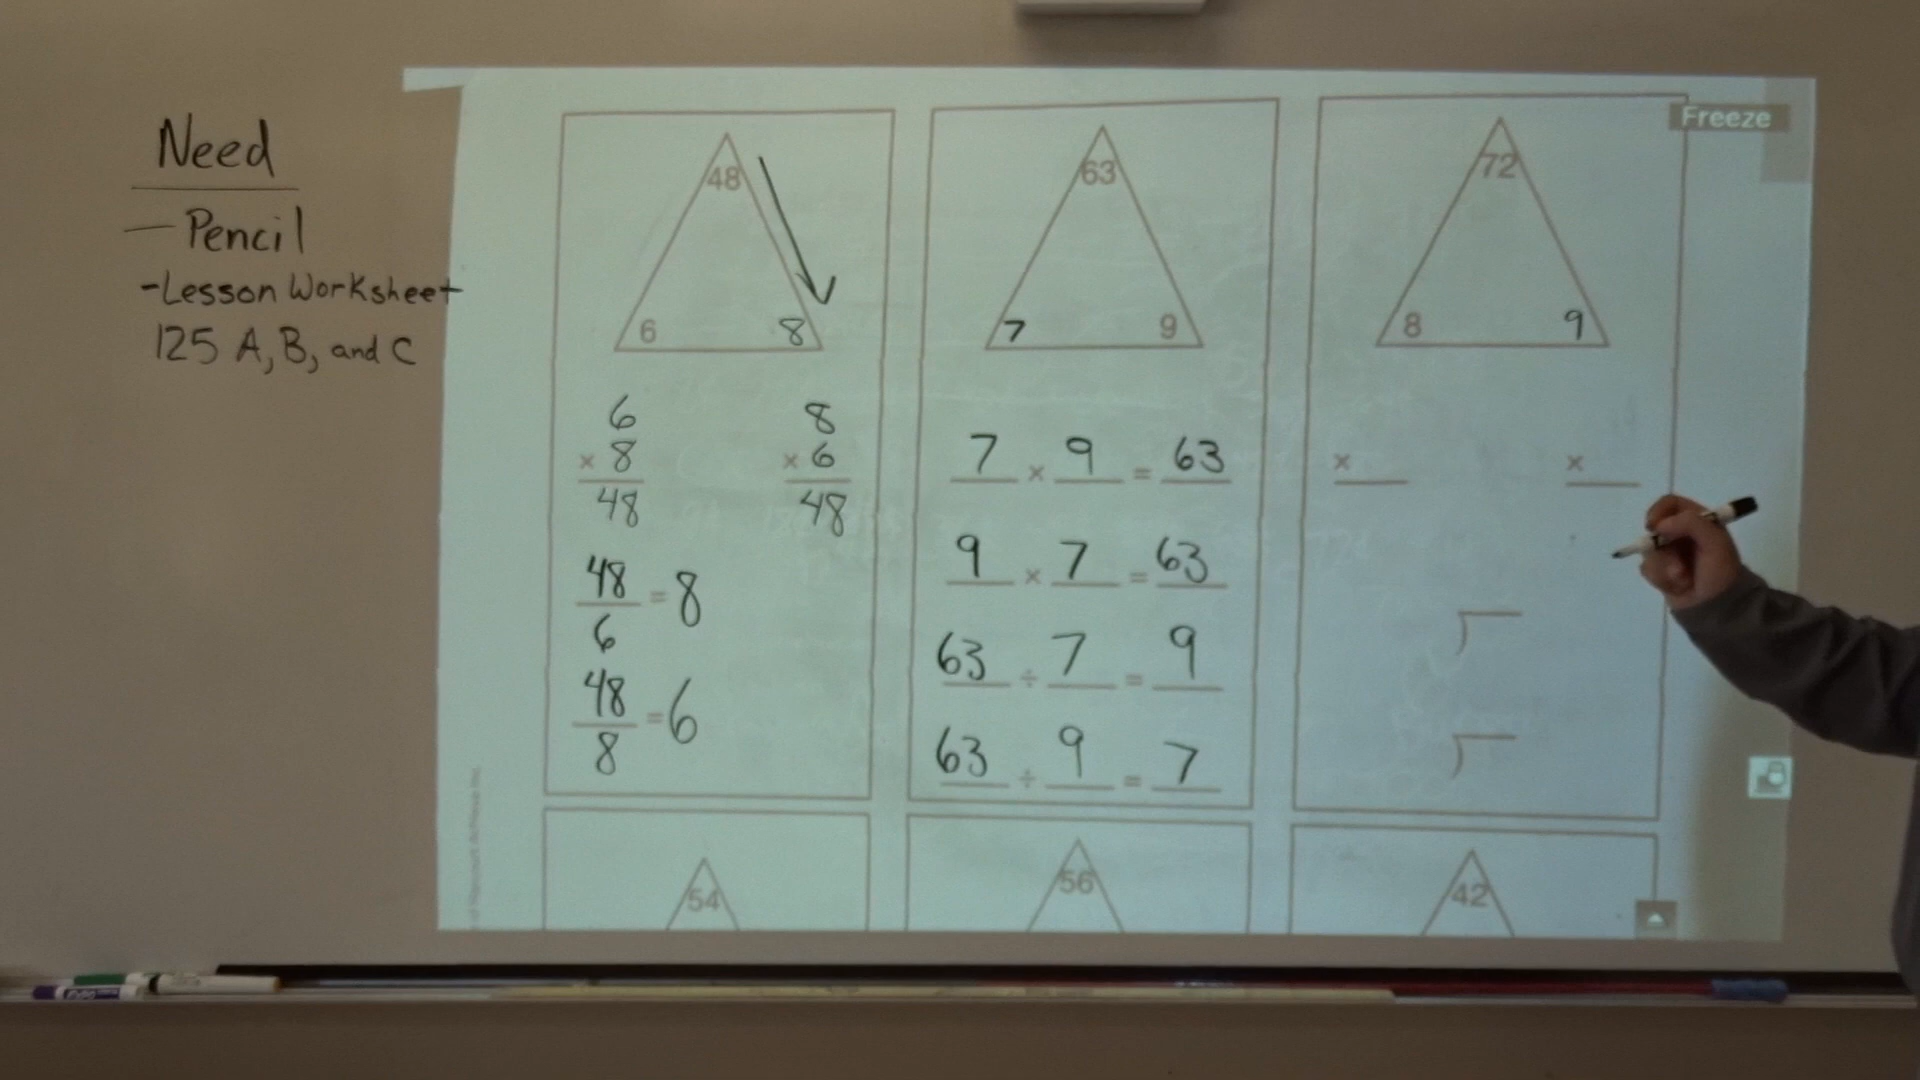 Need
- Pencil
- Lesson Worksheet
125 A, B, and C
Freeze
48
6 8
6
× 8
48
8
× 6
48
48
6 = 8
48
8 = 6
63
7 9
7 × 9 = 63
9 × 7 = 63
63 ÷ 7 = 9
63 ÷ 9 = 7
72
8 9
×
×
54
56
42